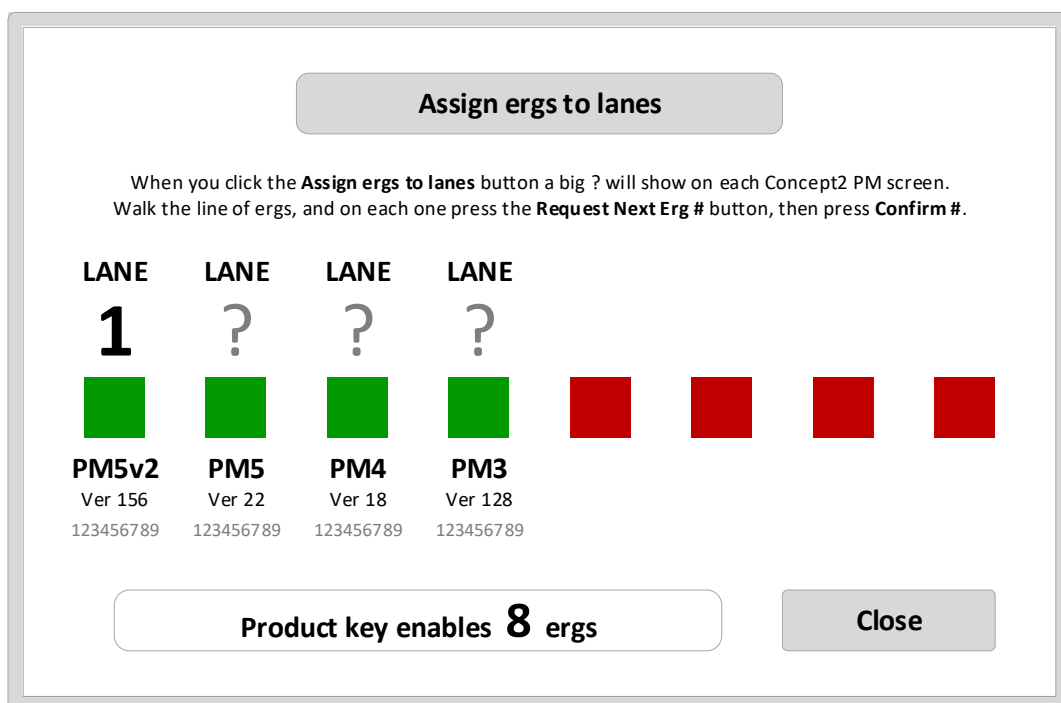 Assign ergs to lanes
When you click the Assign ergs to lanes button a big ? will show on each Concept2 PM screen.
Walk the line of ergs, and on each one press the Request Next Erg # button, then press Confirm #.
LANE LANE LANE LANE
1 ? ? ?
PM5v2 PM5 PM4 PM3
Ver 156 Ver 22 Ver 18 Ver 128
123456789 123456789 123456789 123456789
Product key enables 8 ergs
Close